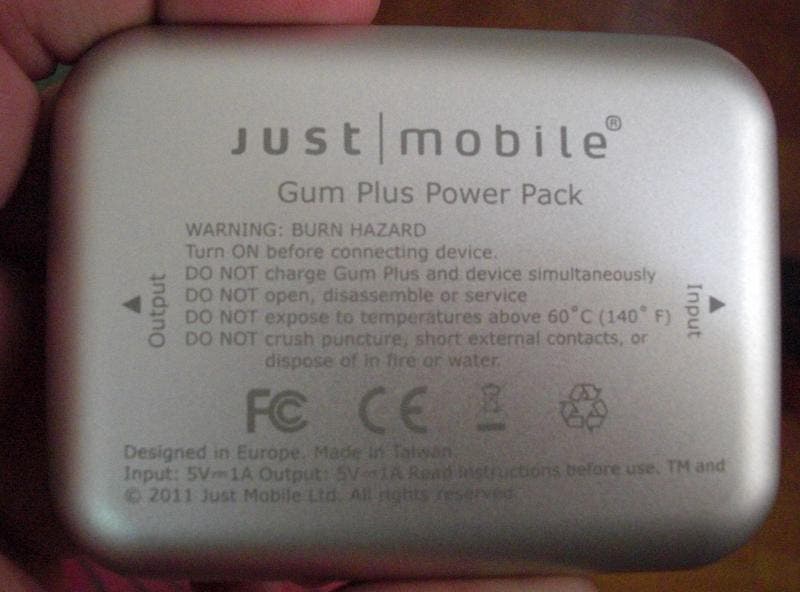 just | mobile®
Gum Plus Power Pack
WARNING: BURN HAZARD
Turn ON before connecting device.
DO NOT charge Gum Plus and device simultaneously
DO NOT open, disassemble or service
DO NOT expose to temperatures above 60°C (140° F)
DO NOT crush puncture, short external contacts, or
dispose of in fire or water.
Output
Input
FC CE
Designed in Europe. Made in Taiwan
Input: 5V⎓1A Output: 5V⎓1A Read instructions before use. TM and
© 2011 Just Mobile Ltd. All rights reserved.